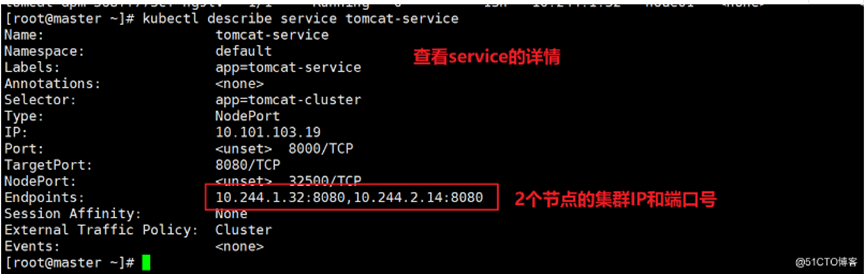 [root@master ~]# kubectl describe service tomcat-service
Name: tomcat-service
Namespace: default
Labels: app=tomcat-service
查看service的详情
Annotations: <none>
Selector: app=tomcat-cluster
Type: NodePort
IP: 10.101.103.19
Port: <unset> 8000/TCP
TargetPort: 8080/TCP
NodePort: <unset> 32500/TCP
Endpoints: 10.244.1.32:8080,10.244.2.14:8080
2个节点的集群IP和端口号
Session Affinity: None
External Traffic Policy: Cluster
Events: <none>
[root@master ~]#
@51CTO博客